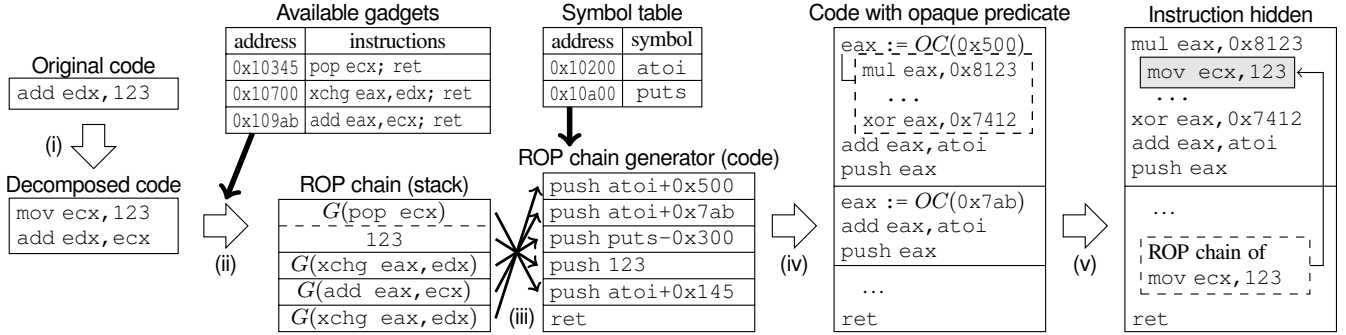 Original code
add edx,123
(i)
Decomposed code
mov ecx,123
add edx,ecx
Available gadgets
address instructions
0x10345 pop ecx; ret
0x10700 xchg eax,edx; ret
0x109ab add eax,ecx; ret
(ii)
ROP chain (stack)
G(pop ecx)
123
G(xchg eax,edx)
G(add eax,ecx)
G(xchg eax,edx)
(iii)
Symbol table
address symbol
0x10200 atoi
0x10a00 puts
ROP chain generator (code)
push atoi+0x500
push atoi+0x7ab
push puts-0x300
push 123
push atoi+0x145
ret
(iv)
Code with opaque predicate
eax := OC(0x500)
mul eax,0x8123
...
xor eax,0x7412
add eax,atoi
push eax
eax := OC(0x7ab)
add eax,atoi
push eax
...
ret
(v)
Instruction hidden
mul eax,0x8123
mov ecx,123
...
xor eax,0x7412
add eax,atoi
push eax
...
ROP chain of
mov ecx,123
ret